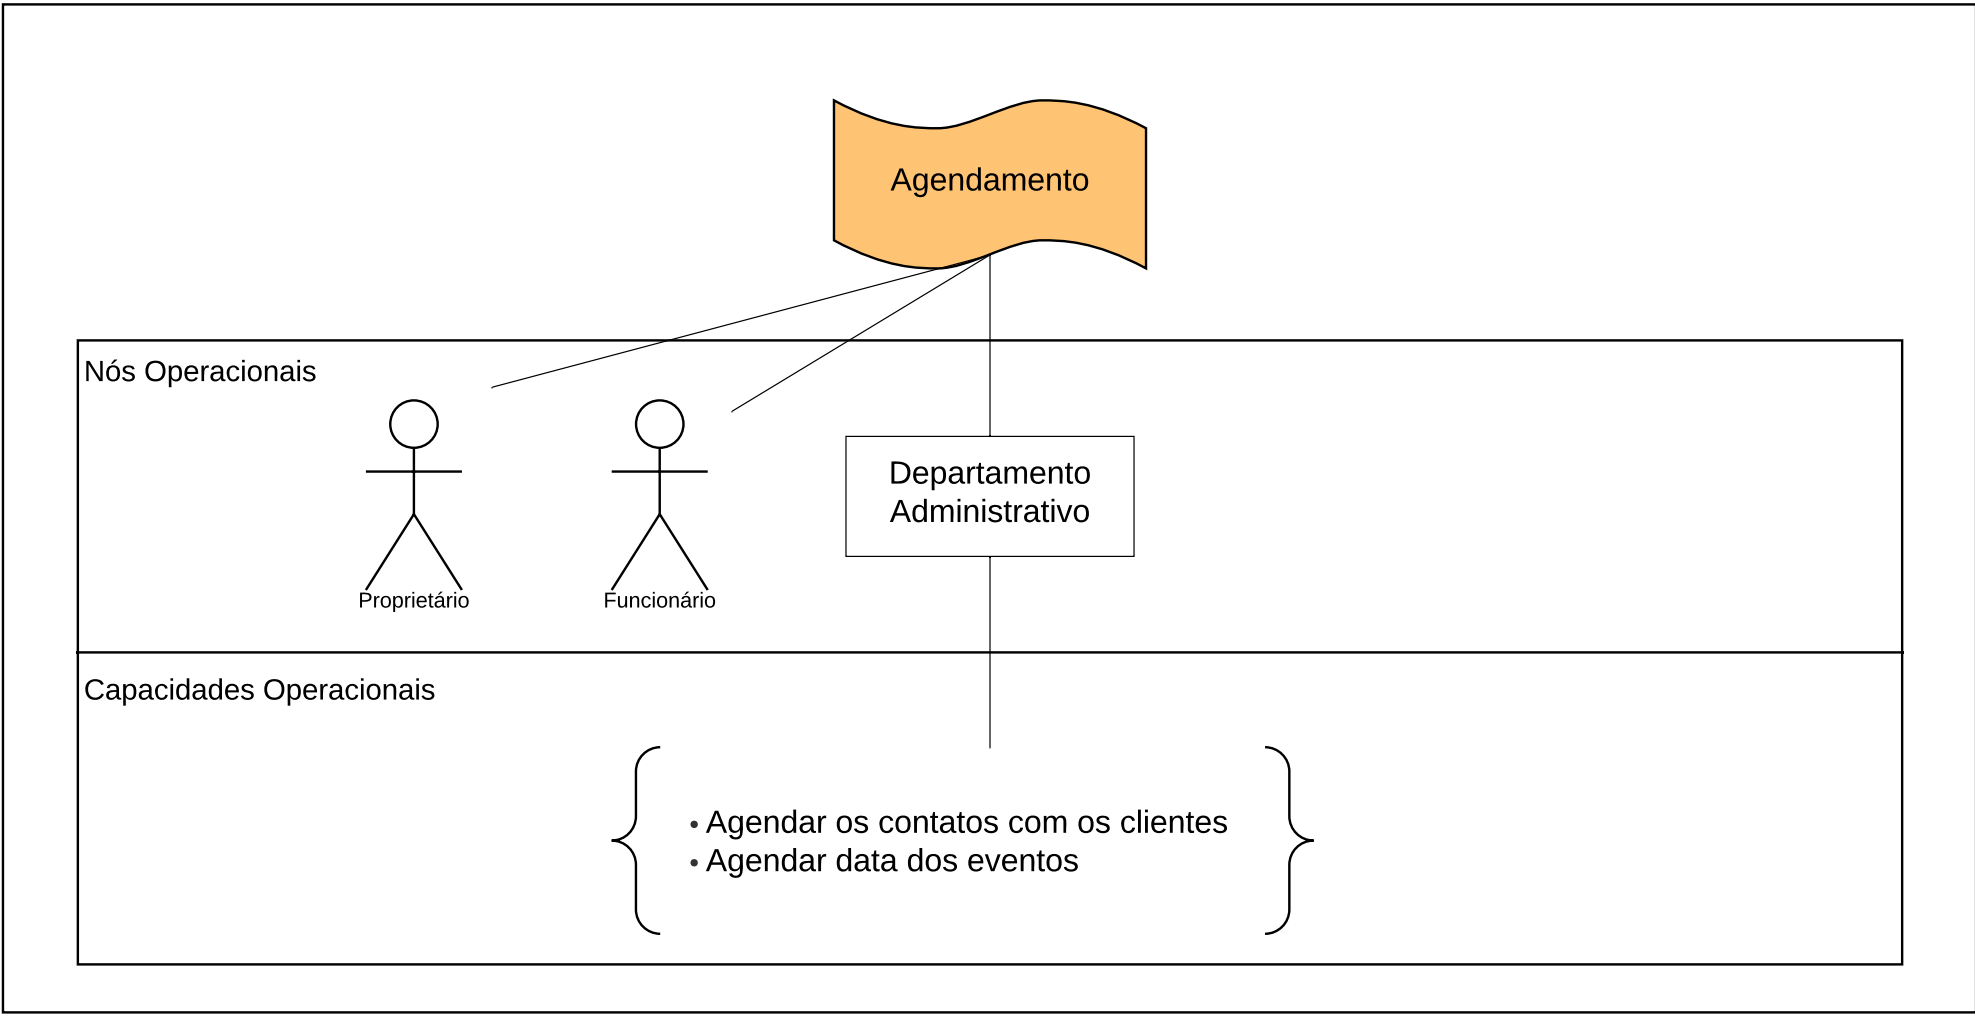 Agendamento
Nós Operacionais
Proprietário
Funcionário
Departamento
Administrativo
Capacidades Operacionais
• Agendar os contatos com os clientes
• Agendar data dos eventos